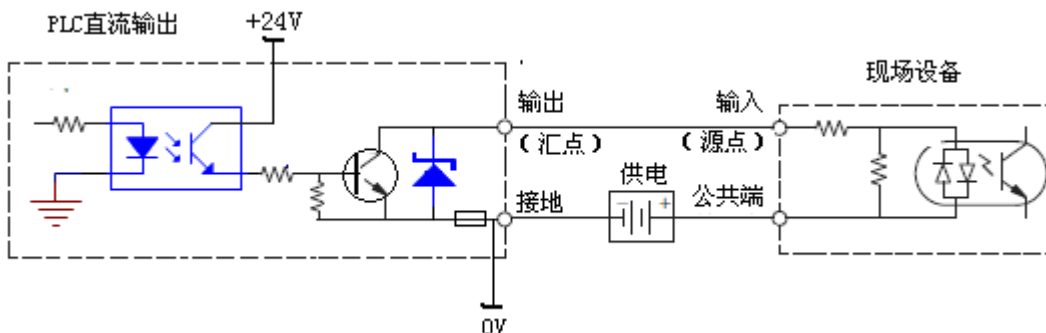 PLC直流输出
+24V
现场设备
输出
输入
(汇点)
(源点)
供电
接地
- +
公共端
0V